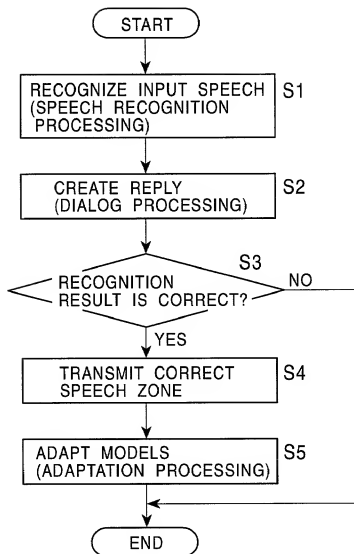 START
RECOGNIZE INPUT SPEECH
(SPEECH RECOGNITION
PROCESSING)
S1
CREATE REPLY
(DIALOG PROCESSING)
S2
S3
RECOGNITION
RESULT IS CORRECT?
NO
YES
TRANSMIT CORRECT
SPEECH ZONE
S4
ADAPT MODELS
(ADAPTATION PROCESSING)
S5
END